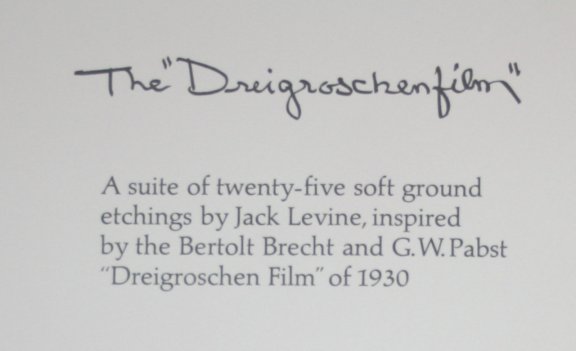 The "Dreigroschenfilm"
A suite of twenty-five soft ground
etchings by Jack Levine, inspired
by the Bertolt Brecht and G.W. Pabst
"Dreigroschen Film" of 1930